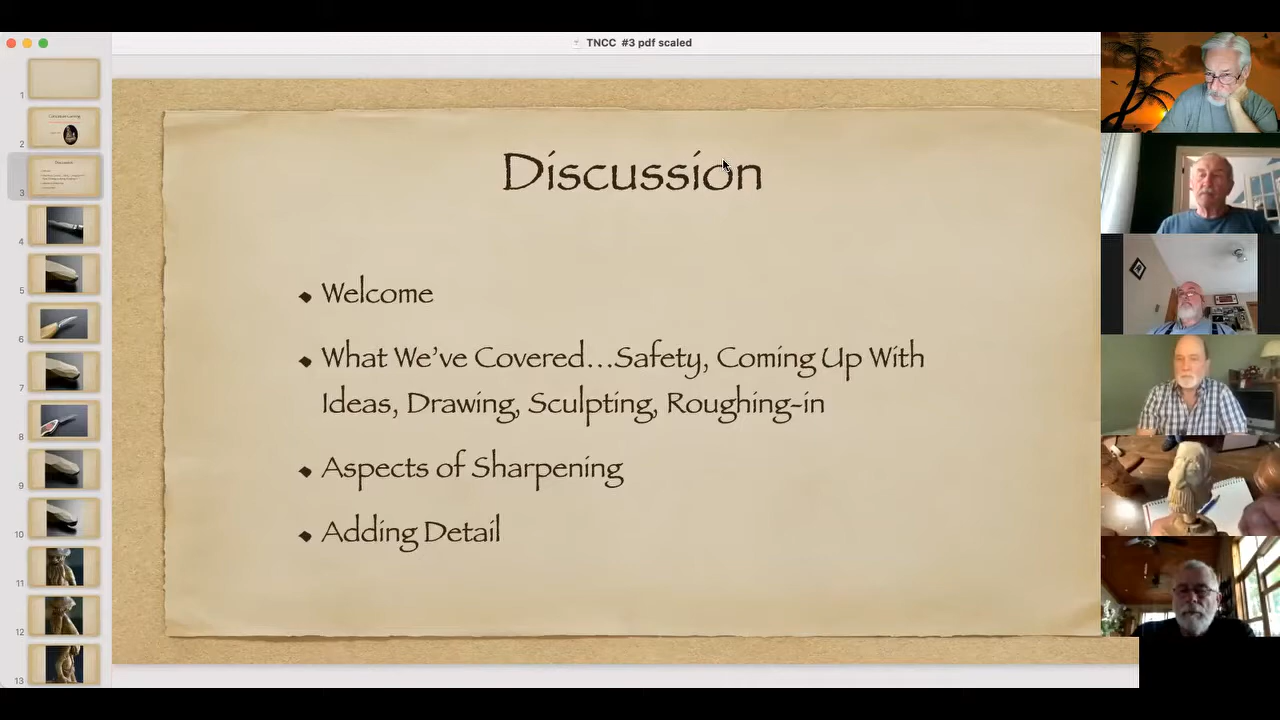 TNCC #3 pdf scaled
1
2
3
4
5
6
7
8
9
10
11
12
13
Discussion
Welcome
What We've Covered...Safety, Coming Up With
Ideas, Drawing, Sculpting, Roughing-in
Aspects of Sharpening
Adding Detail